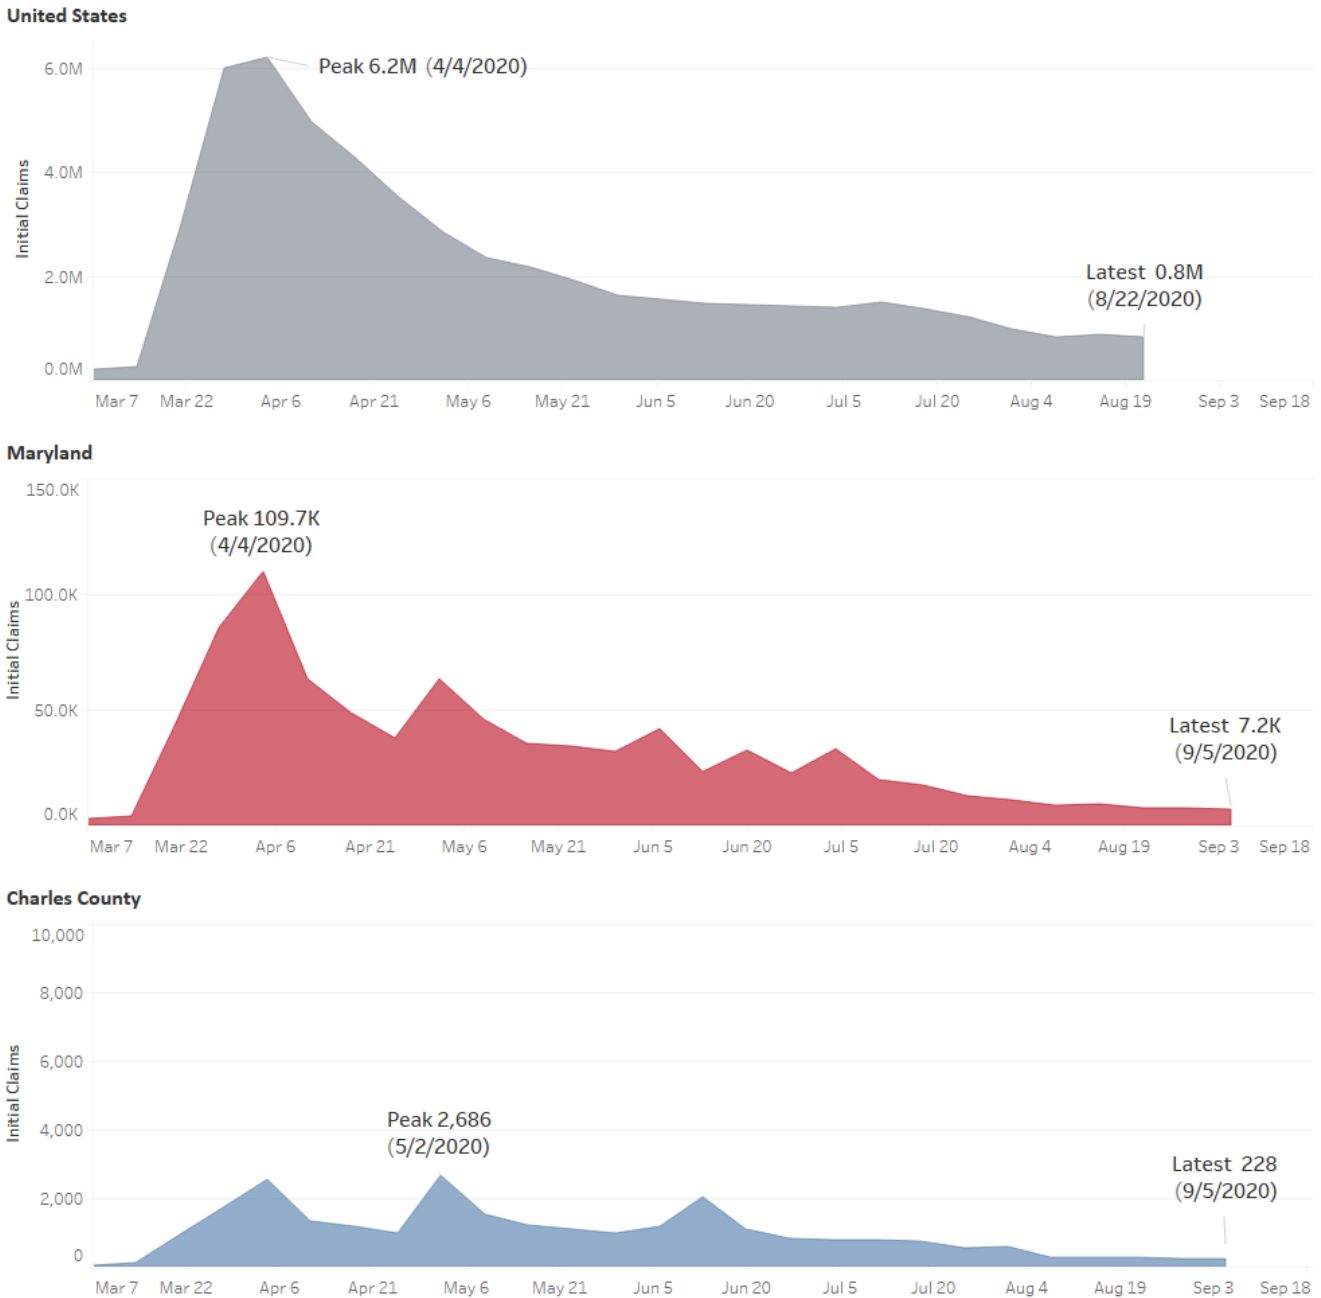 United States
Initial Claims
6.0M
4.0M
2.0M
0.0M
Peak 6.2M (4/4/2020)
Latest 0.8M
(8/22/2020)
Mar 7 Mar 22 Apr 6 Apr 21 May 6 May 21 Jun 5 Jun 20 Jul 5 Jul 20 Aug 4 Aug 19 Sep 3 Sep 18
Maryland
Initial Claims
150.0K
100.0K
50.0K
0.0K
Peak 109.7K
(4/4/2020)
Latest 7.2K
(9/5/2020)
Mar 7 Mar 22 Apr 6 Apr 21 May 6 May 21 Jun 5 Jun 20 Jul 5 Jul 20 Aug 4 Aug 19 Sep 3 Sep 18
Charles County
Initial Claims
10,000
8,000
6,000
4,000
2,000
0
Peak 2,686
(5/2/2020)
Latest 228
(9/5/2020)
Mar 7 Mar 22 Apr 6 Apr 21 May 6 May 21 Jun 5 Jun 20 Jul 5 Jul 20 Aug 4 Aug 19 Sep 3 Sep 18